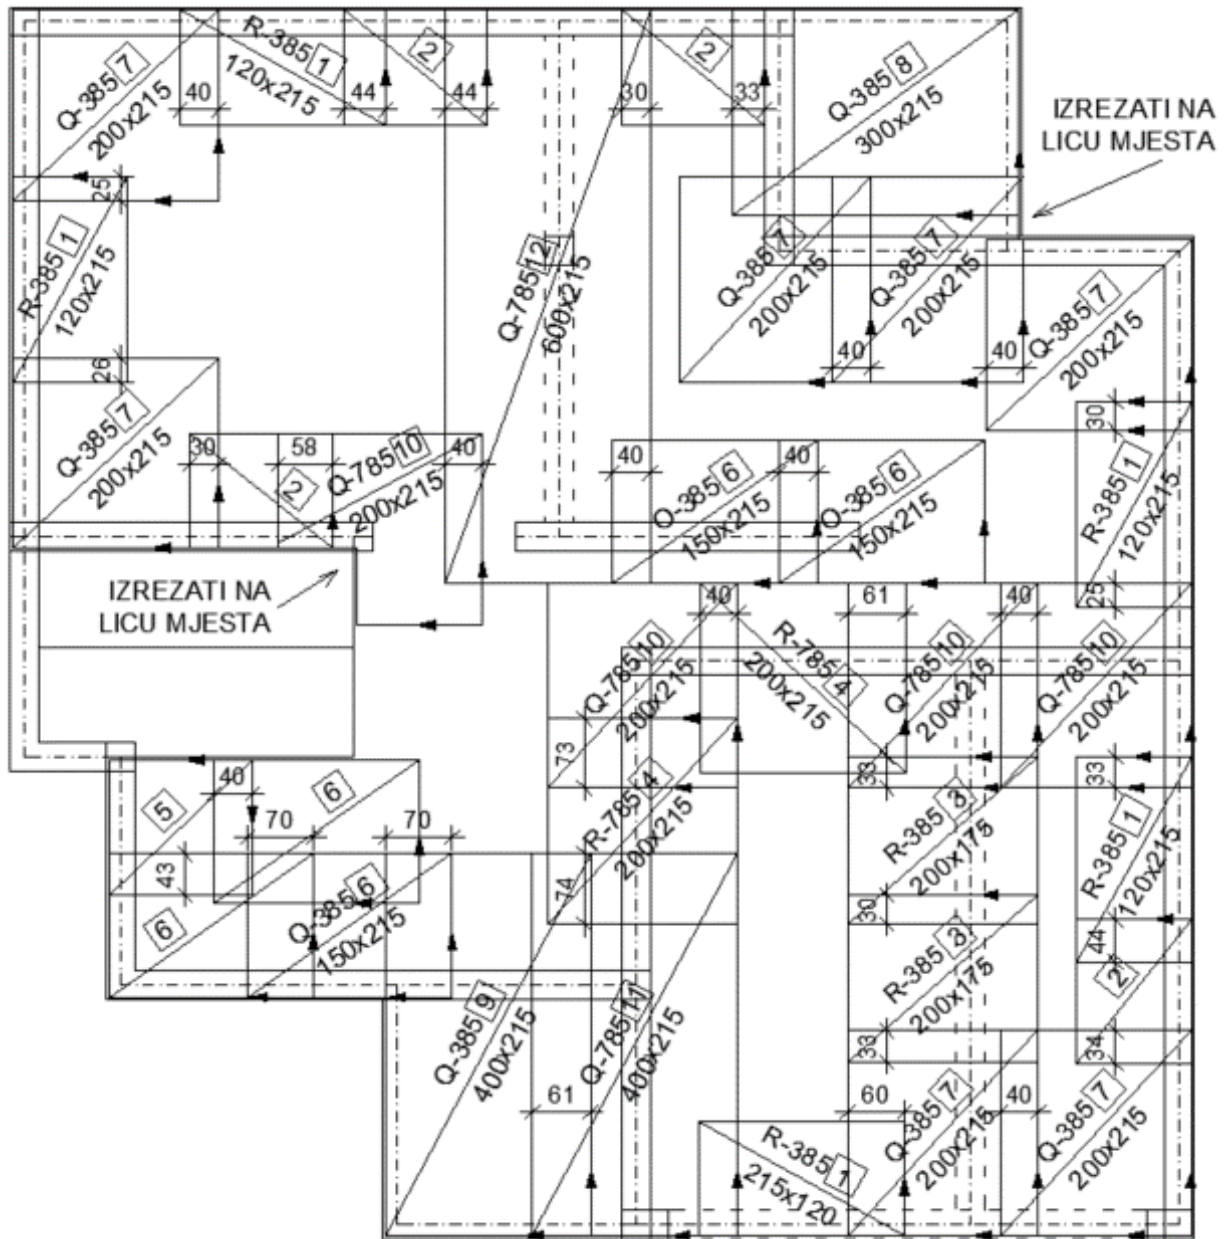 R-385 1
120x215
2
2
Q-385 7
200x215
40
44
44
30
33
Q-385 8
300x215
IZREZATI NA
LICU MJESTA
25
R-385 1
120x215
26
Q-785 12
600x215
Q-385 7
200x215
Q-385 7
200x215
40
40
Q-385 7
200x215
30
Q-385 7
200x215
30
58
2
Q-785 10
200x215
40
40
40
Q-385 6
150x215
Q-385 6
150x215
R-385 1
120x215
25
IZREZATI NA
LICU MJESTA
40
61
40
Q-785 10
200x215
R-785 4
200x215
Q-785 10
200x215
Q-785 10
200x215
73
33
33
40
5
6
70
70
R-785 4
200x215
R-385 3
200x175
R-385 1
120x215
43
74
6
Q-385 6
150x215
30
44
R-385 3
200x175
2
33
34
Q-385 9
400x215
Q-785 11
400x215
61
60
40
Q-385 7
200x215
Q-385 7
200x215
R-385 1
215x120